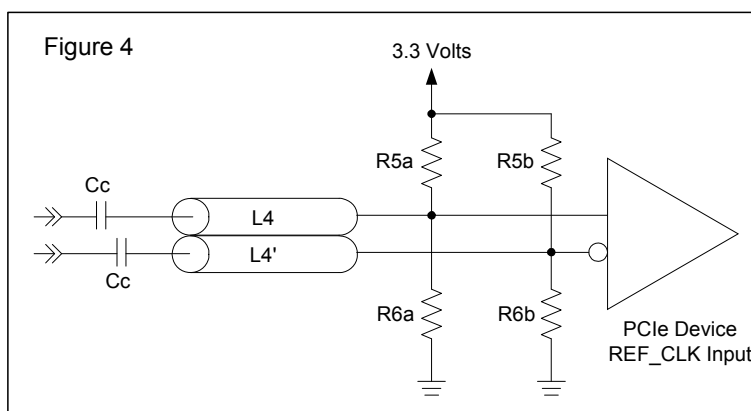 Figure 4
3.3 Volts
R5a
R5b
Cc
L4
L4'
Cc
R6a
R6b
PCIe Device
REF_CLK Input